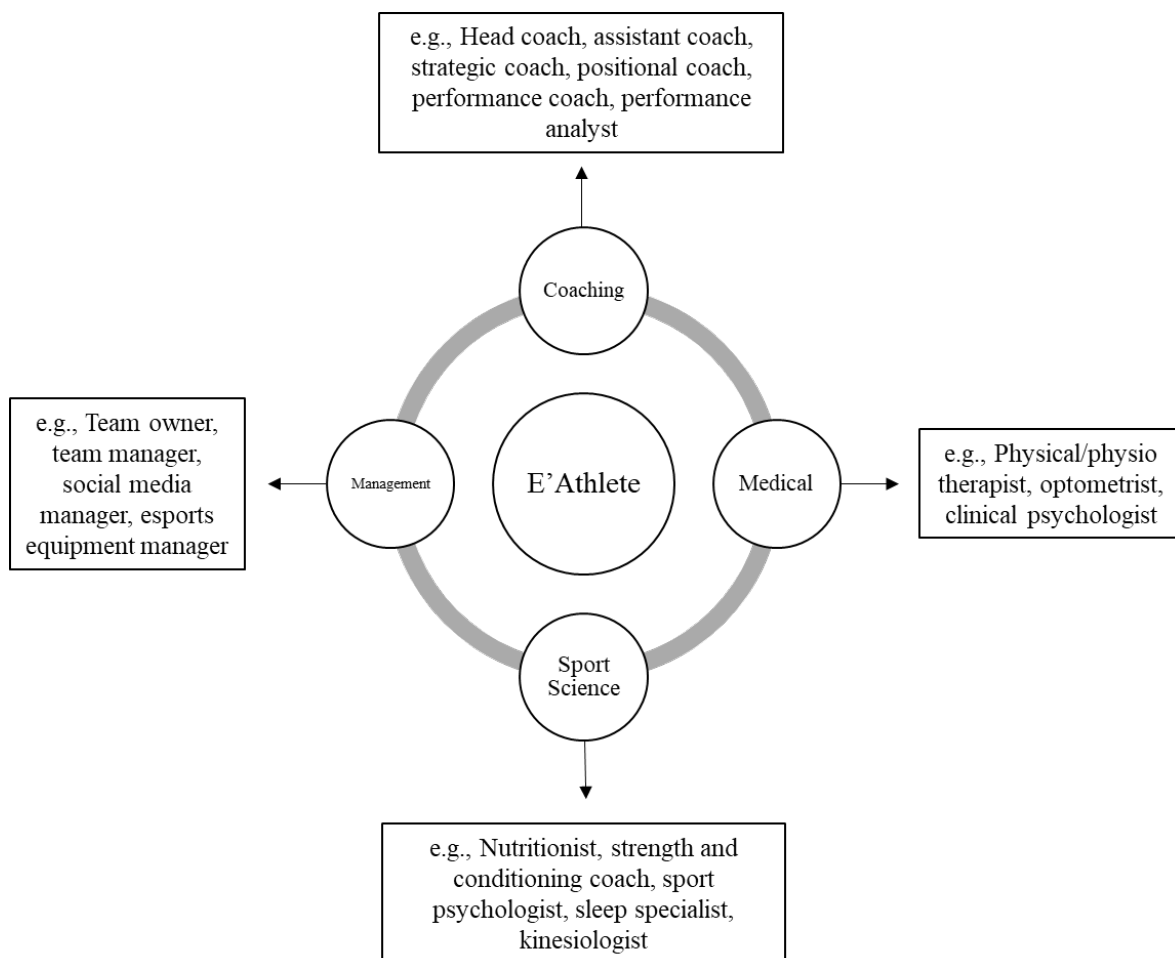 e.g., Head coach, assistant coach,
strategic coach, positional coach,
performance coach, performance
analyst
Coaching
e.g., Team owner,
team manager,
social media
manager, esports
equipment manager
Management
E’Athlete
Medical
e.g., Physical/physio
therapist, optometrist,
clinical psychologist
Sport
Science
e.g., Nutritionist, strength and
conditioning coach, sport
psychologist, sleep specialist,
kinesiologist